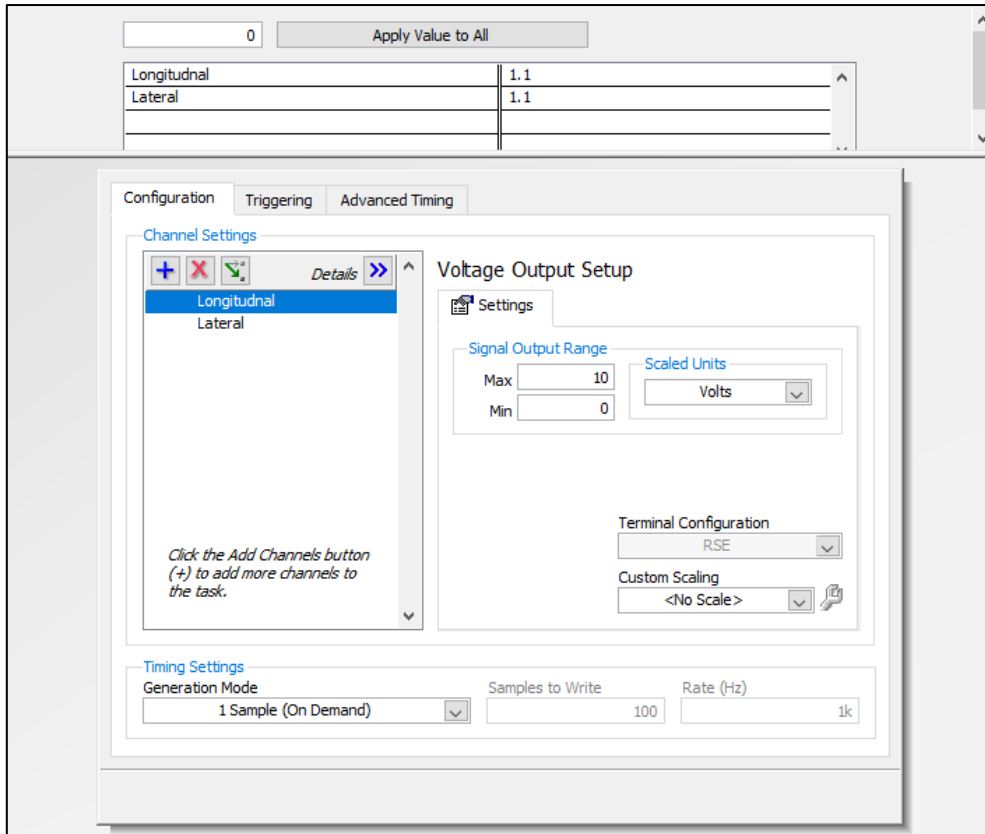 0 Apply Value to All
Longitudnal 1.1
Lateral 1.1
Configuration Triggering Advanced Timing
Channel Settings
Details
Longitudnal
Lateral
Click the Add Channels button
(+) to add more channels to
the task.
Voltage Output Setup
Settings
Signal Output Range
Max 10
Min 0
Scaled Units
Volts
Terminal Configuration
RSE
Custom Scaling
<No Scale>
Timing Settings
Generation Mode Samples to Write Rate (Hz)
1 Sample (On Demand) 100 1k